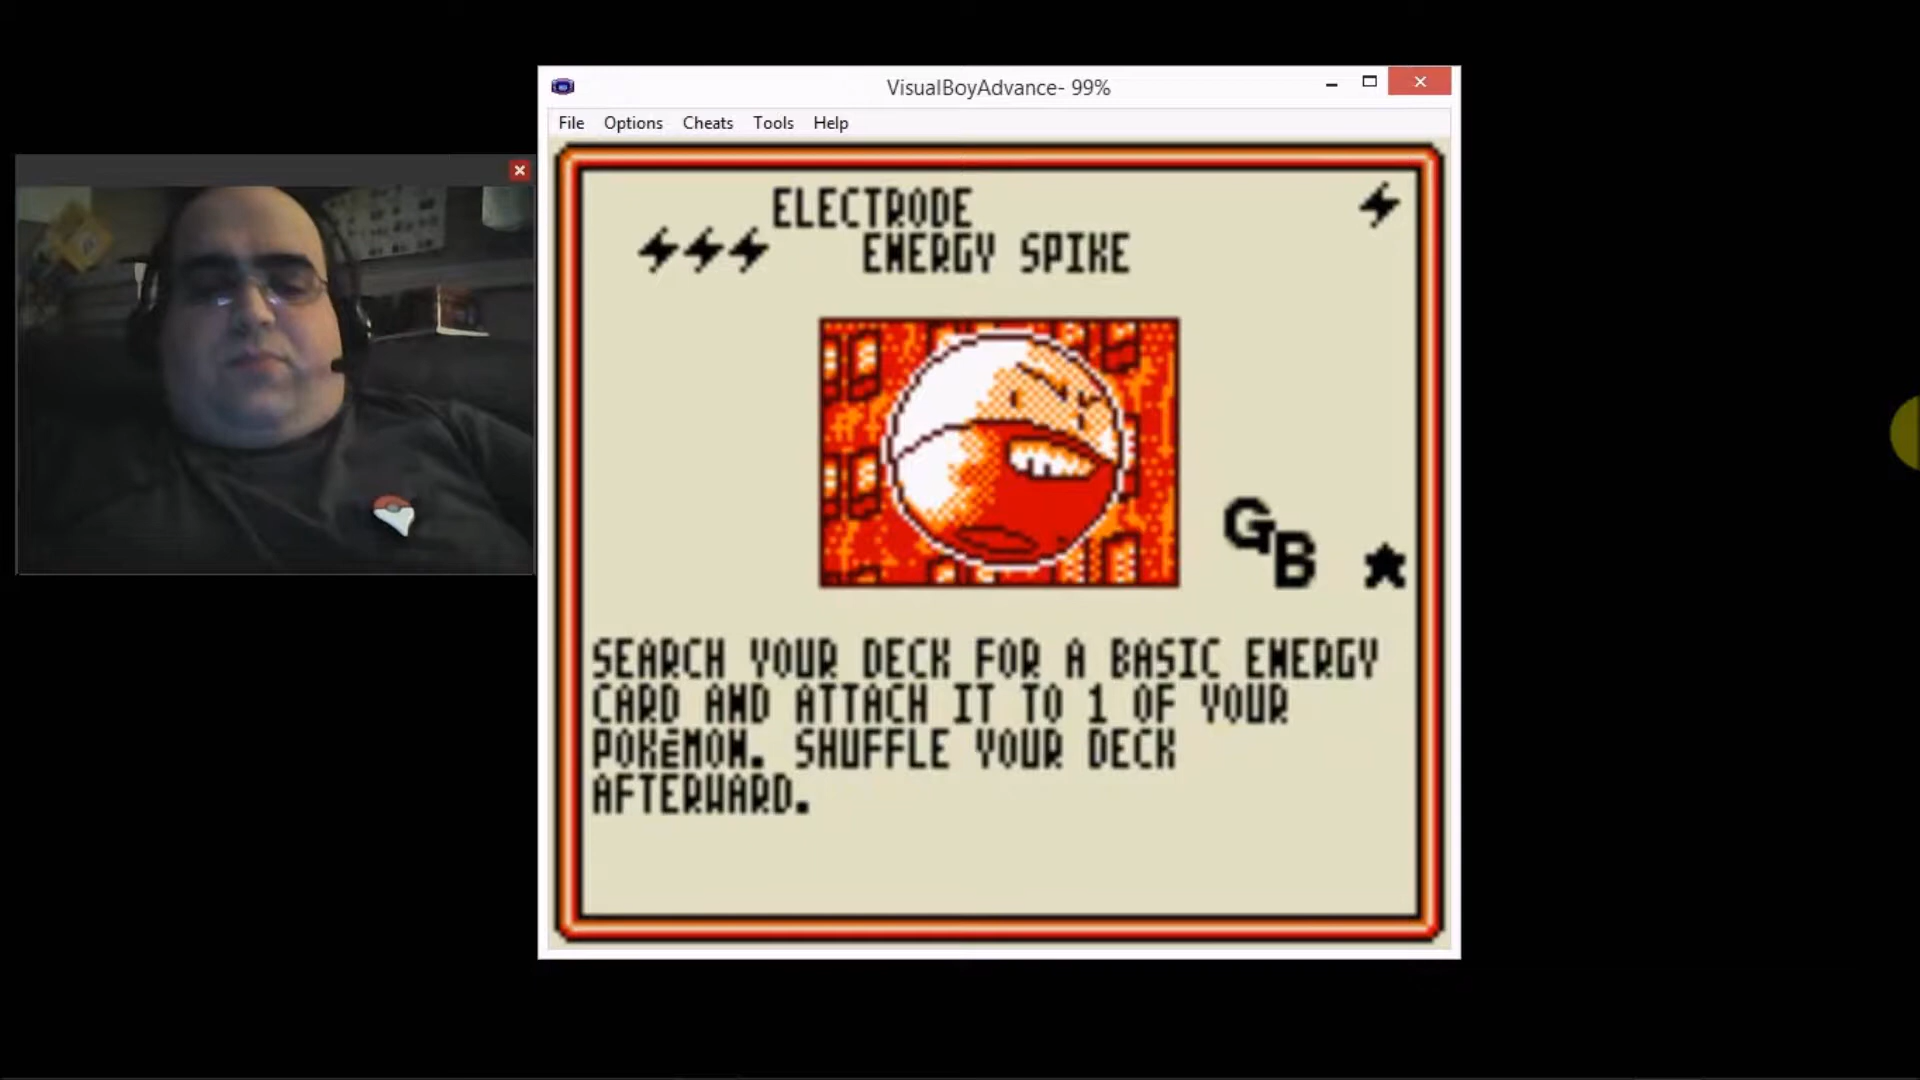 VisualBoyAdvance- 99%
File Options Cheats Tools Help
ELECTRODE
ENERGY SPIKE
GB
SEARCH YOUR DECK FOR A BASIC ENERGY
CARD AND ATTACH IT TO 1 OF YOUR
POKéMON. SHUFFLE YOUR DECK
AFTERWARD.